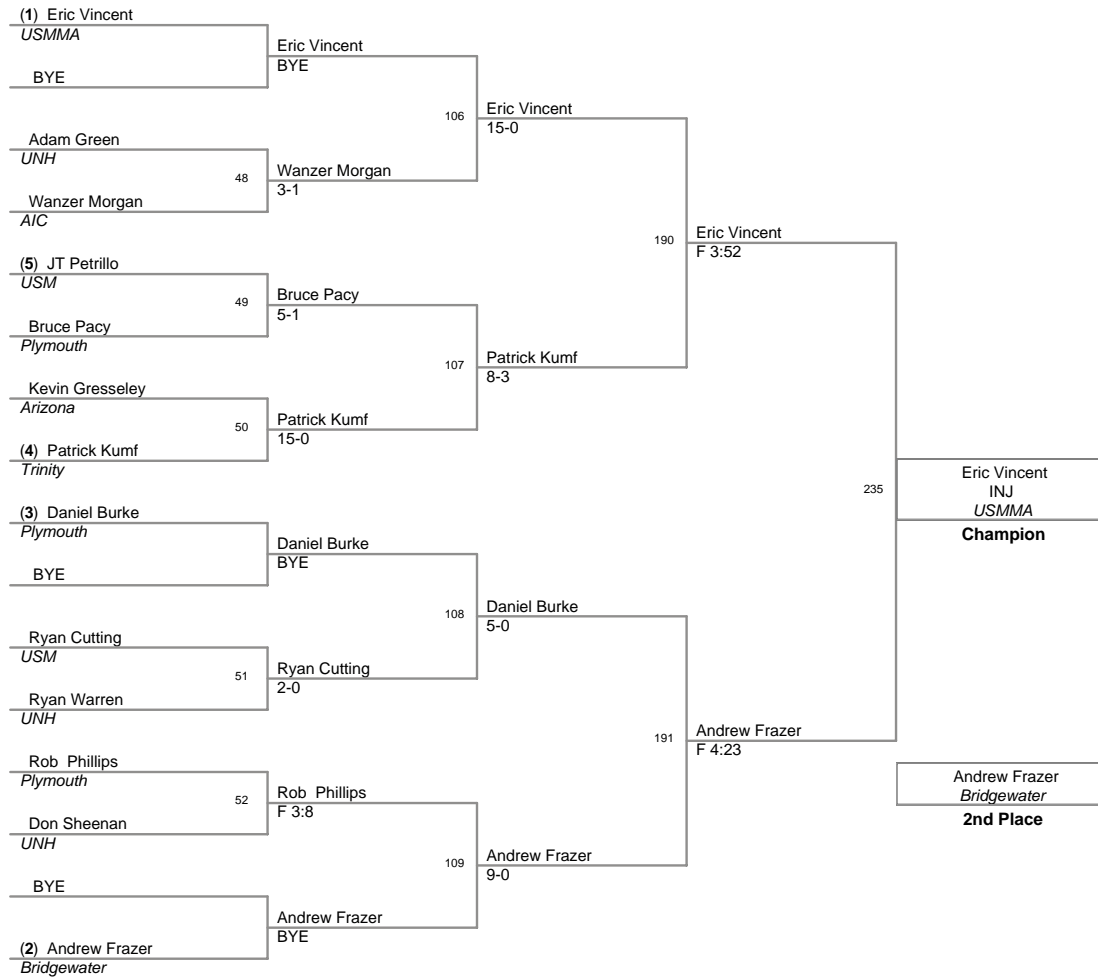 (1) Eric Vincent
USMMA
BYE
Adam Green
UNH
Wanzer Morgan
AIC
(5) JT Petrillo
USM
Bruce Pacy
Plymouth
Kevin Gresseley
Arizona
(4) Patrick Kumf
Trinity
(3) Daniel Burke
Plymouth
BYE
Ryan Cutting
USM
Ryan Warren
UNH
Rob Phillips
Plymouth
Don Sheenan
UNH
BYE
(2) Andrew Frazer
Bridgewater
Eric Vincent
BYE
48
Wanzer Morgan
3-1
49
Bruce Pacy
5-1
50
Patrick Kumf
15-0
Daniel Burke
BYE
51
Ryan Cutting
2-0
52
Rob Phillips
F 3:8
Andrew Frazer
BYE
106
Eric Vincent
15-0
107
Patrick Kumf
8-3
108
Daniel Burke
5-0
109
Andrew Frazer
9-0
190
Eric Vincent
F 3:52
191
Andrew Frazer
F 4:23
235
Eric Vincent
INJ
USMMA
Champion
Andrew Frazer
Bridgewater
2nd Place